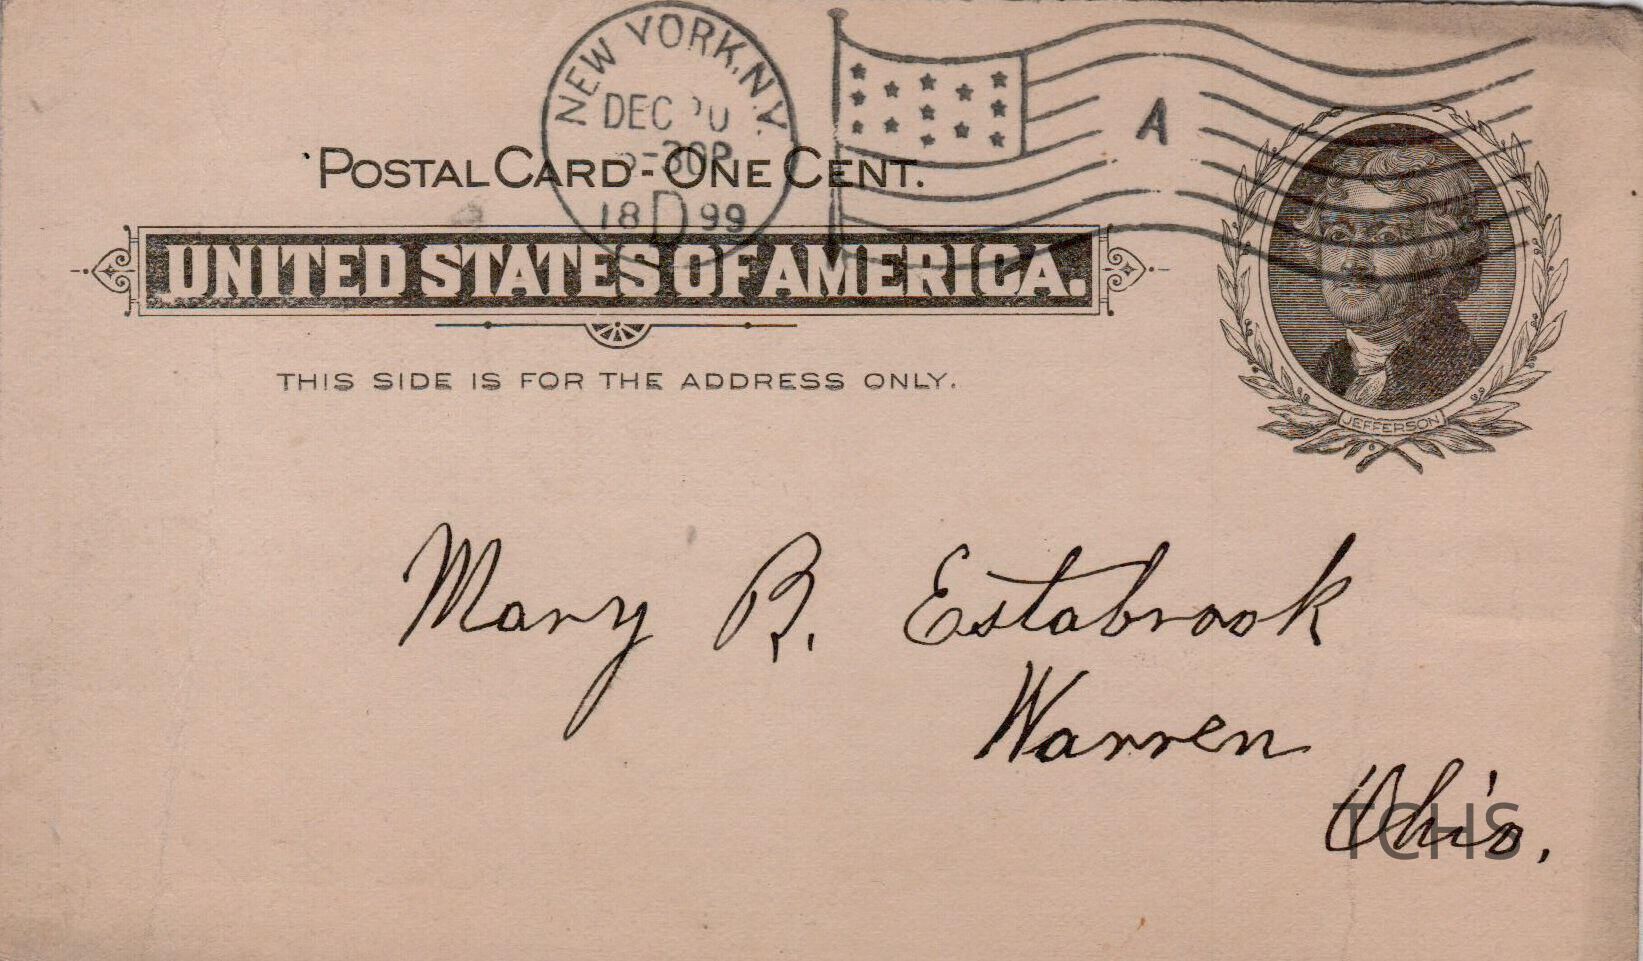 NEW YORK, N.Y.
DEC
-30P
18 D 99
A
POSTAL CARD - ONE CENT.
UNITED STATES OF AMERICA.
THIS SIDE IS FOR THE ADDRESS ONLY.
JEFFERSON
Mary B. Estabrook
Warren
Ohio.
TCHS